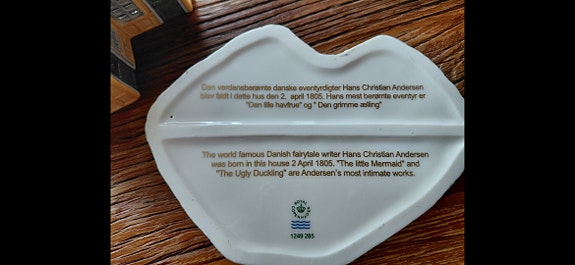 Den verdensberømte danske eventyrdigter Hans Christian Andersen
blev født i dette hus den 2. april 1805. Hans mest berømte eventyr er
"Den lille havfrue" og " Den grimme ælling"
The world famous Danish fairytale writer Hans Christian Andersen
was born in this house 2 April 1805. "The little Mermaid" and
"The Ugly Duckling" are Andersen`s most intimate works.
ROYAL COPENHAGEN
1249 285